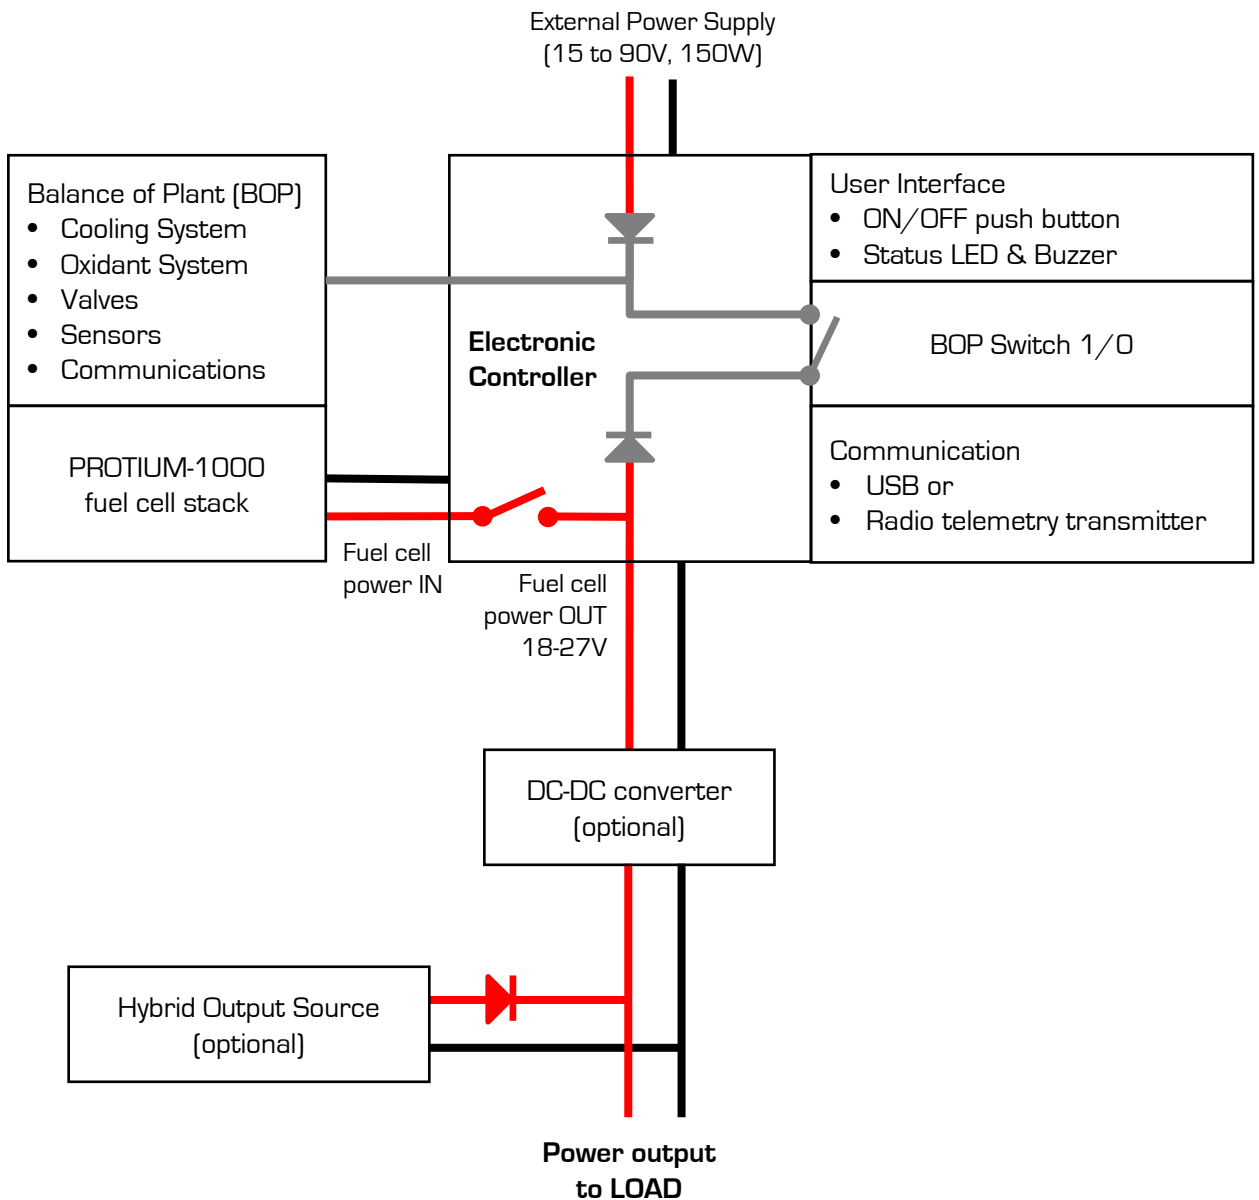 External Power Supply
(15 to 90V, 150W)
Balance of Plant (BOP)
• Cooling System
• Oxidant System
• Valves
• Sensors
• Communications
PROTIUM-1000
fuel cell stack
Electronic
Controller
User Interface
• ON/OFF push button
• Status LED & Buzzer
BOP Switch 1/0
Communication
• USB or
• Radio telemetry transmitter
Fuel cell
power IN
Fuel cell
power OUT
18-27V
DC-DC converter
(optional)
Hybrid Output Source
(optional)
Power output
to LOAD